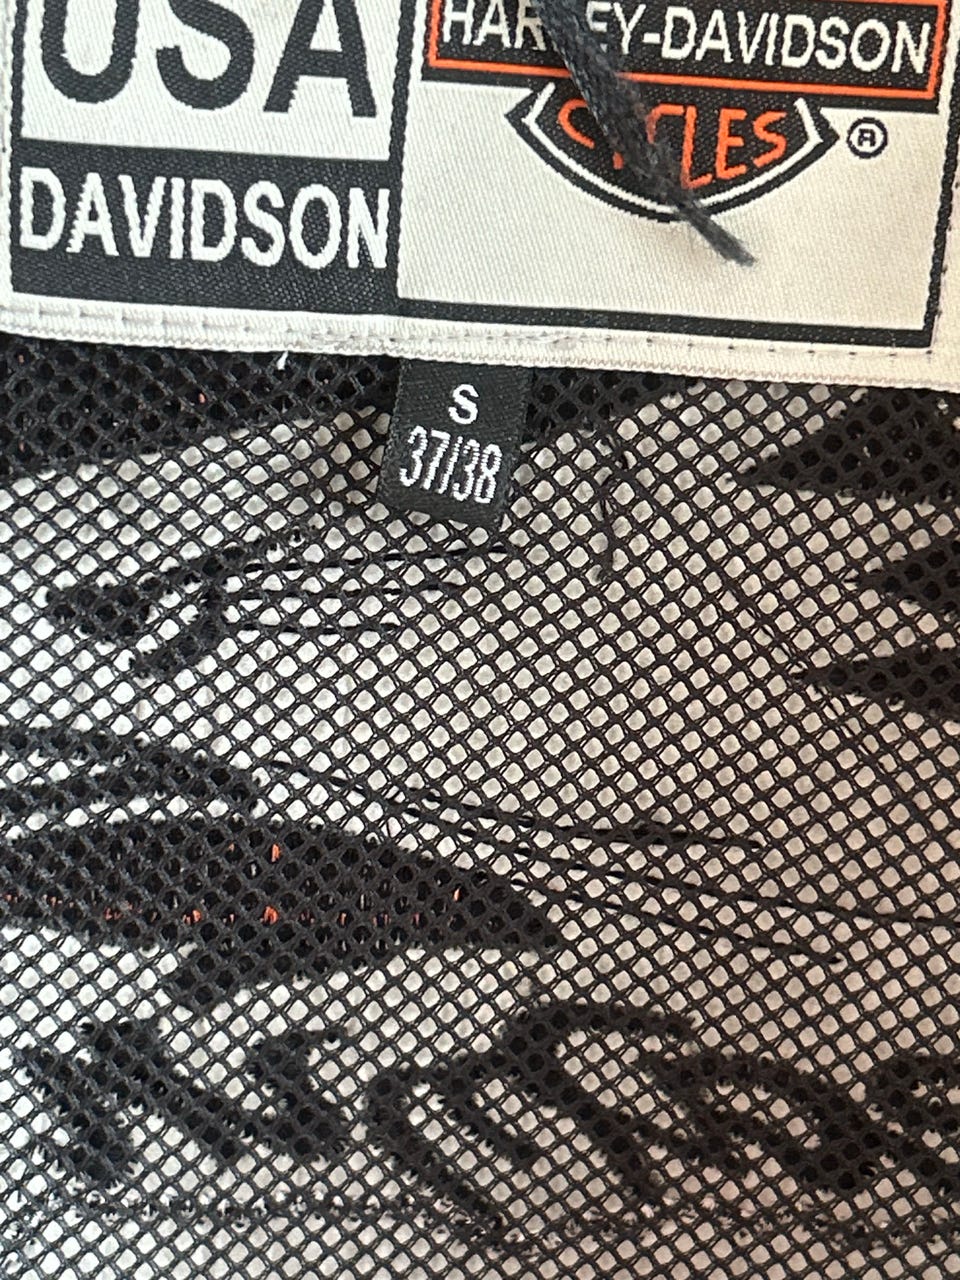 USA
DAVIDSON
HARLEY-DAVIDSON
CYCLES ®
S
37/38